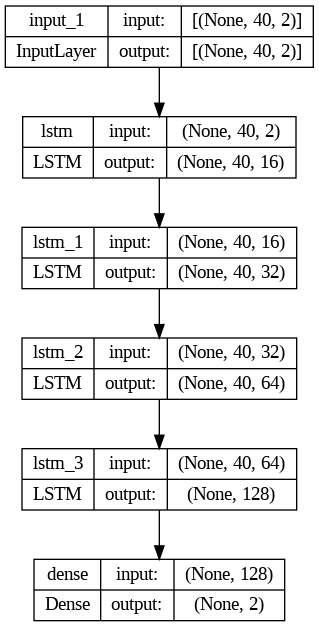 input_1 input: [(None, 40, 2)]
InputLayer output: [(None, 40, 2)]
lstm input: (None, 40, 2)
LSTM output: (None, 40, 16)
lstm_1 input: (None, 40, 16)
LSTM output: (None, 40, 32)
lstm_2 input: (None, 40, 32)
LSTM output: (None, 40, 64)
lstm_3 input: (None, 40, 64)
LSTM output: (None, 128)
dense input: (None, 128)
Dense output: (None, 2)